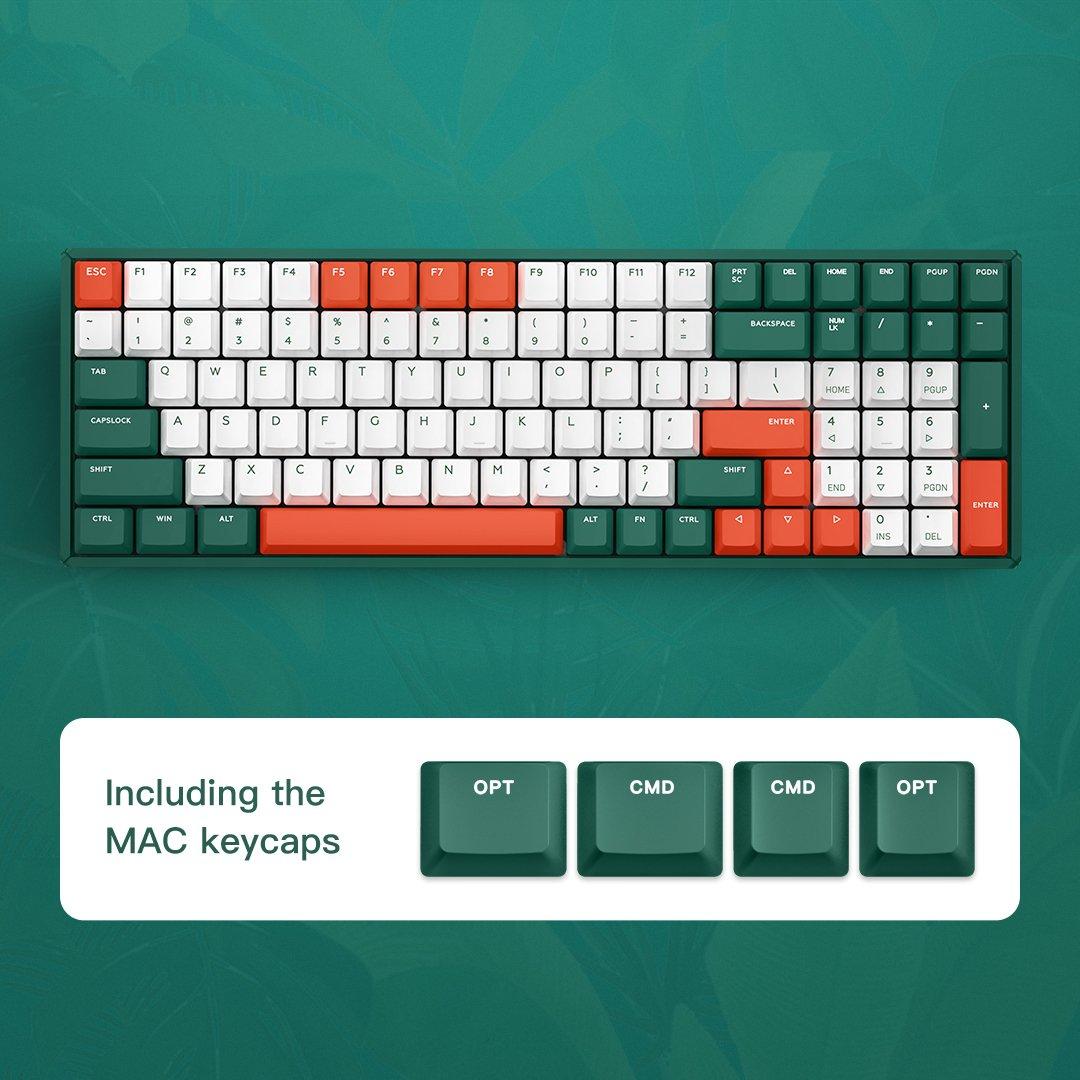 ESC F1 F2 F3 F4 F5 F6 F7 F8 F9 F10 F11 F12 PRT SC DEL HOME END PGUP PGDN
~ ` ! 1 @ 2 # 3 $ 4 % 5 ^ 6 & 7 * 8 ( 9 ) 0 — - + = BACKSPACE NUM LK / * −
TAB Q W E R T Y U I O P { [ } ] | \ 7 HOME 8 △ 9 PGUP +
CAPSLOCK A S D F G H J K L : ; " ' ENTER 4 ◁ 5 6 ▷
SHIFT Z X C V B N M < , > . ? / SHIFT △ 1 END 2 ▽ 3 PGDN ENTER
CTRL WIN ALT ALT FN CTRL ◁ ▽ ▷ 0 INS . DEL
Including the
MAC keycaps
OPT CMD CMD OPT